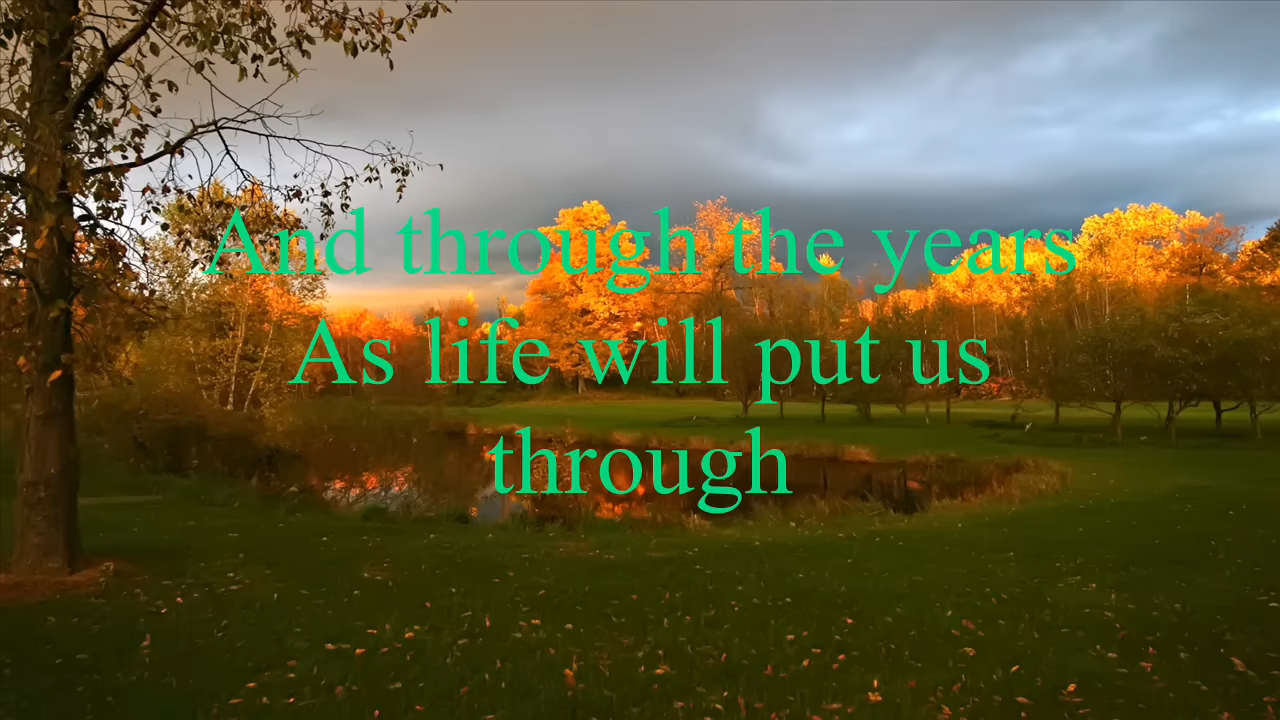 And through the years
As life will put us
through